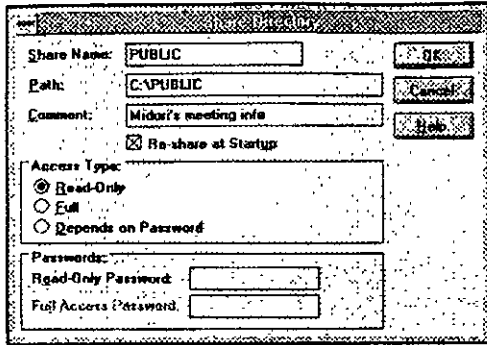 Share Directory
Share Name: PUBLIC
OK
Path: C:\PUBLIC
Cancel
Comment: Midori's meeting info
Help
Re-share at Startup
Access Type:
Read-Only
Full
Depends on Password
Passwords:
Read-Only Password:
Full Access Password: